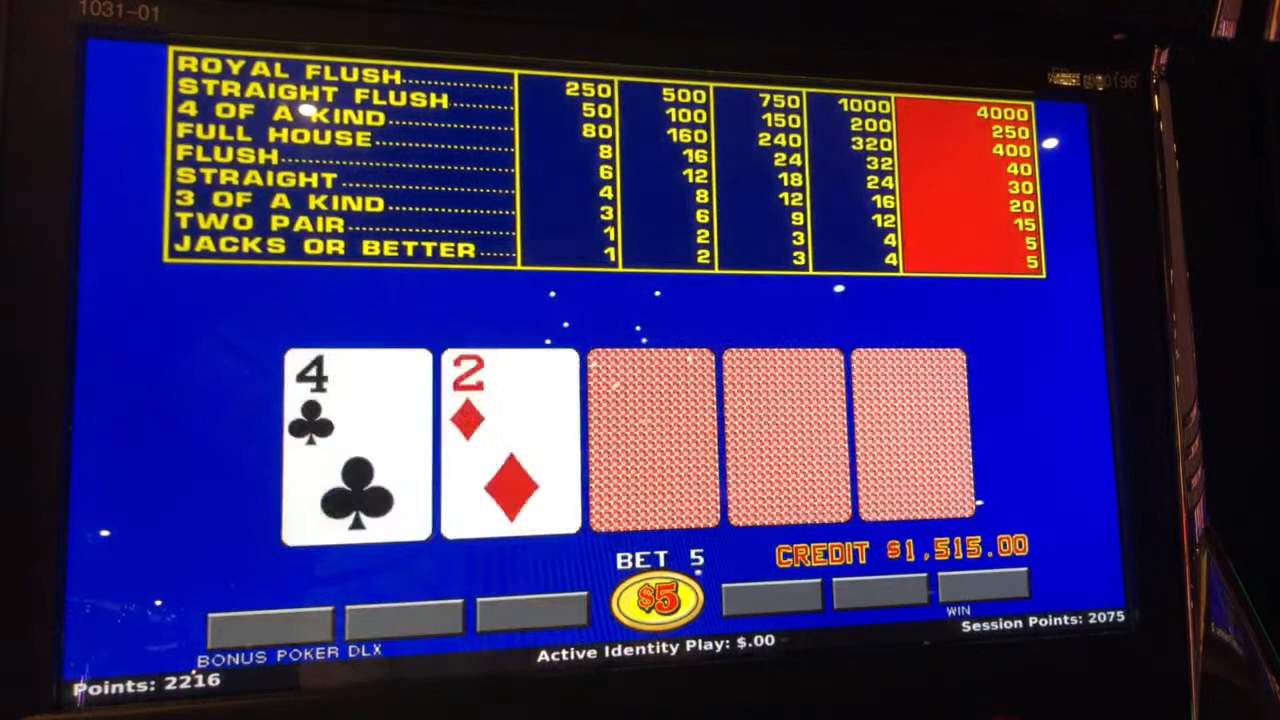 1031-01
ROYAL FLUSH 250 500 750 1000 4000
STRAIGHT FLUSH 50 100 150 200 250
4 OF A KIND 80 160 240 320 400
FULL HOUSE 8 16 24 32 40
FLUSH 6 12 18 24 30
STRAIGHT 4 8 12 16 20
3 OF A KIND 3 6 9 12 15
TWO PAIR 1 2 3 4 5
JACKS OR BETTER 1 2 3 4 5
4 2
BET 5 CREDIT $1,515.00
$5
WIN
BONUS POKER DLX
Active Identity Play: $.00
Session Points: 2075
Points: 2216